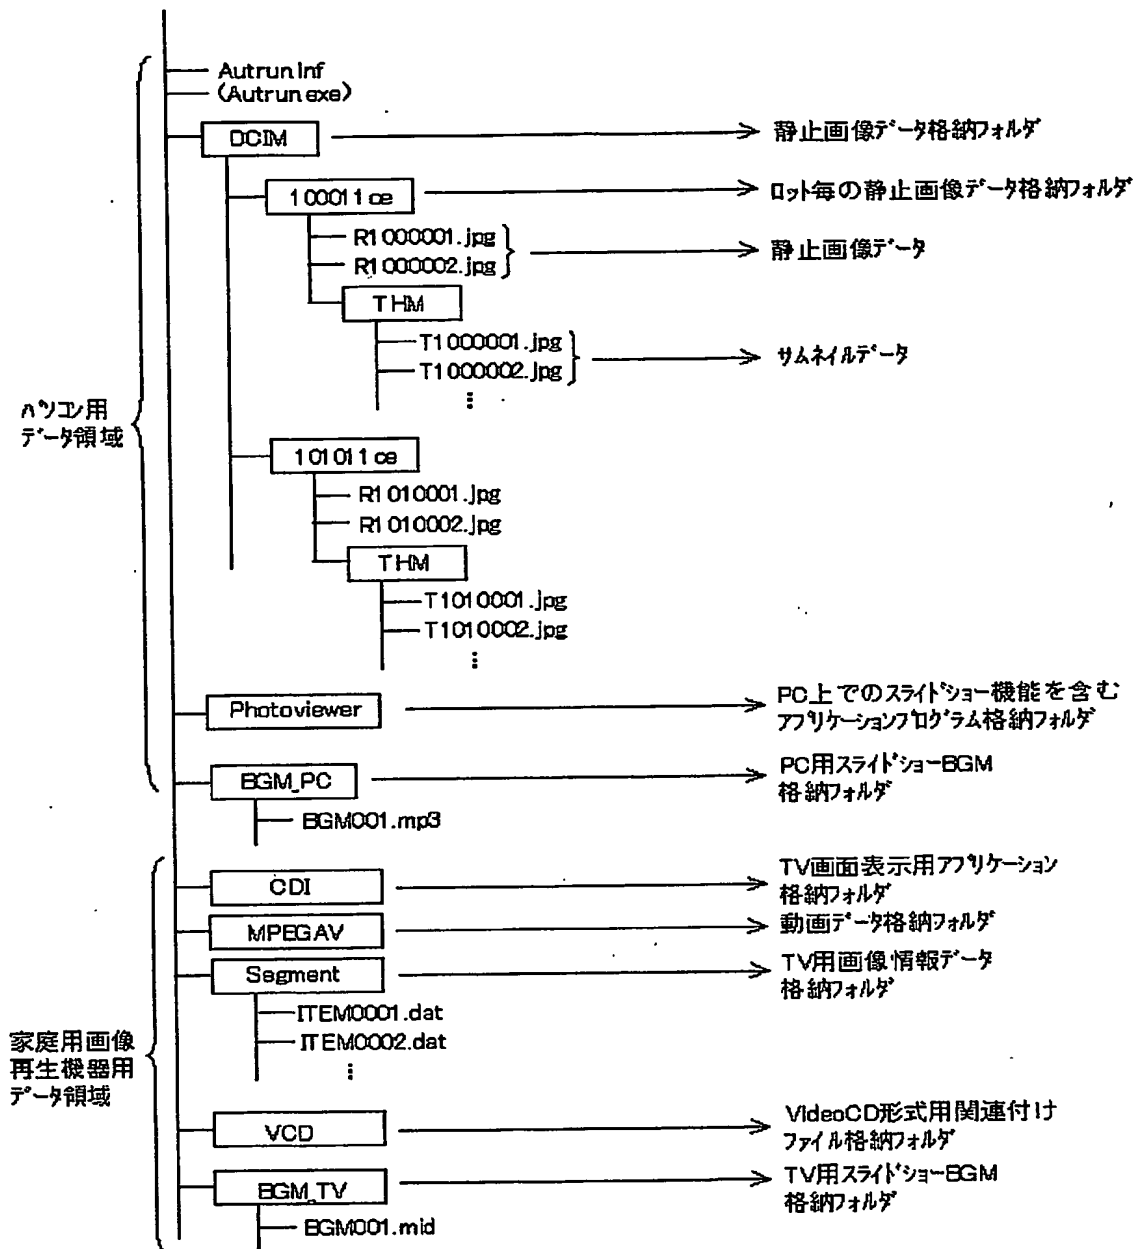 Autrun inf
(Autrun exe)
DCIM
静止画像データ格納フォルダ
100011ce
ロット毎の静止画像データ格納フォルダ
R1000001.jpg
R1000002.jpg
静止画像データ
THM
T1000001.jpg
T1000002.jpg
サムネイルデータ
パソコン用
データ領域
101011ce
R1010001.jpg
R1010002.jpg
THM
T1010001.jpg
T1010002.jpg
Photoviewer
PC上でのスライドショー機能を含む
アプリケーションプログラム格納フォルダ
BGM_PC
PC用スライドショーBGM
格納フォルダ
BGM001.mp3
CDI
TV画面表示用アプリケーション
格納フォルダ
MPEGAV
動画データ格納フォルダ
Segment
TV用画像情報データ
格納フォルダ
ITEM0001.dat
ITEM0002.dat
家庭用画像
再生機器用
データ領域
VCD
VideoCD形式用関連付け
ファイル格納フォルダ
BGM_TV
TV用スライドショーBGM
格納フォルダ
BGM001.mid